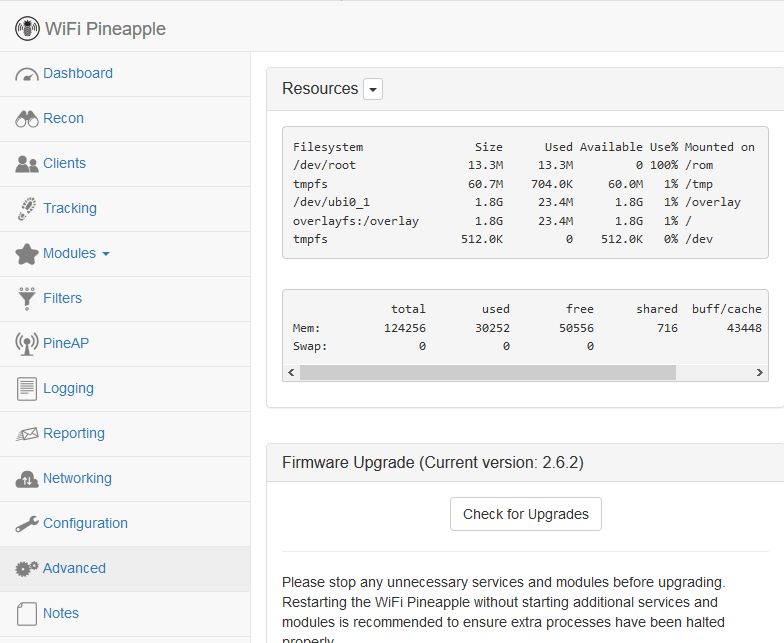 WiFi Pineapple
Dashboard
Recon
Clients
Tracking
Modules
Filters
PineAP
Logging
Reporting
Networking
Configuration
Advanced
Notes
Resources
Filesystem Size Used Available Use% Mounted on
/dev/root 13.3M 13.3M 0 100% /rom
tmpfs 60.7M 704.0K 60.0M 1% /tmp
/dev/ubi0_1 1.8G 23.4M 1.8G 1% /overlay
overlayfs:/overlay 1.8G 23.4M 1.8G 1% /
tmpfs 512.0K 0 512.0K 0% /dev
total used free shared buff/cache
Mem: 124256 30252 50556 716 43448
Swap: 0 0 0
Firmware Upgrade (Current version: 2.6.2)
Check for Upgrades
Please stop any unnecessary services and modules before upgrading.
Restarting the WiFi Pineapple without starting additional services and
modules is recommended to ensure extra processes have been halted
properly.